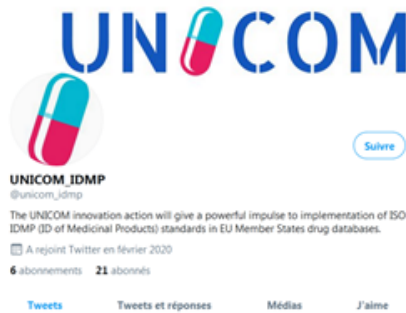 UNICOM
UNICOM_IDMP
@unicom_idmp
The UNICOM innovation action will give a powerful impulse to implementation of ISO
IDMP (ID of Medicinal Products) standards in EU Member States drug databases.
A rejoint Twitter en février 2020
6 abonnements 21 abonnés
Suivre
Tweets Tweets et réponses Médias J'aime